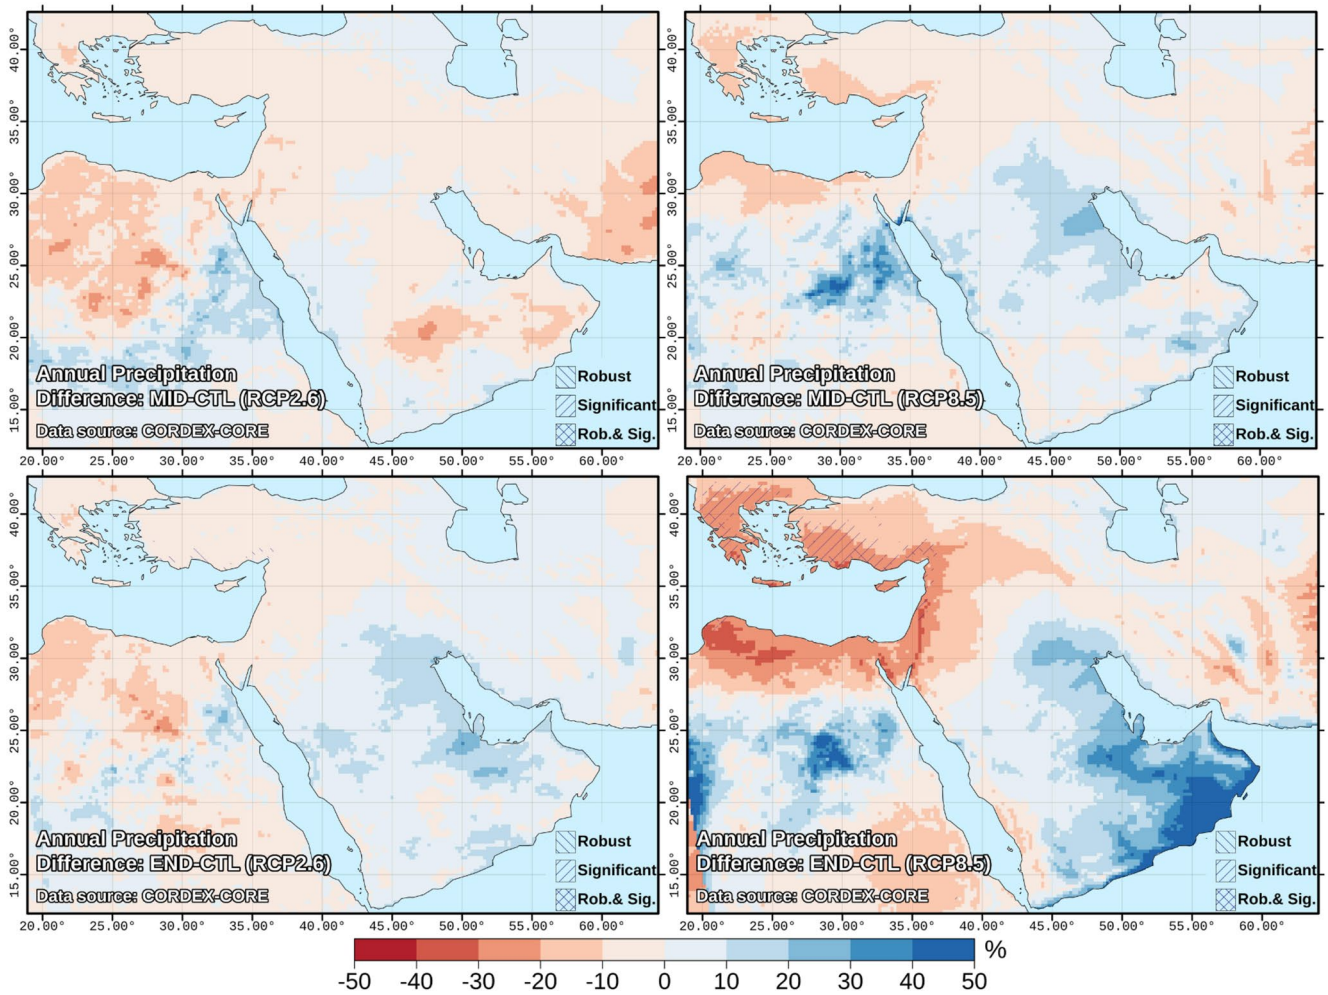 40.00°
35.00°
30.00°
25.00°
20.00°
15.00°
Annual Precipitation
Difference: MID-CTL (RCP2.6)
Data source: CORDEX-CORE
Robust
Significant
Rob.& Sig.
20.00° 25.00° 30.00° 35.00° 40.00° 45.00° 50.00° 55.00° 60.00°
40.00°
35.00°
30.00°
25.00°
20.00°
15.00°
Annual Precipitation
Difference: MID-CTL (RCP8.5)
Data source: CORDEX-CORE
Robust
Significant
Rob.& Sig.
20.00° 25.00° 30.00° 35.00° 40.00° 45.00° 50.00° 55.00° 60.00°
40.00°
35.00°
30.00°
25.00°
20.00°
15.00°
Annual Precipitation
Difference: END-CTL (RCP2.6)
Data source: CORDEX-CORE
Robust
Significant
Rob.& Sig.
20.00° 25.00° 30.00° 35.00° 40.00° 45.00° 50.00° 55.00° 60.00°
40.00°
35.00°
30.00°
25.00°
20.00°
15.00°
Annual Precipitation
Difference: END-CTL (RCP8.5)
Data source: CORDEX-CORE
Robust
Significant
Rob.& Sig.
20.00° 25.00° 30.00° 35.00° 40.00° 45.00° 50.00° 55.00° 60.00°
%
-50 -40 -30 -20 -10 0 10 20 30 40 50